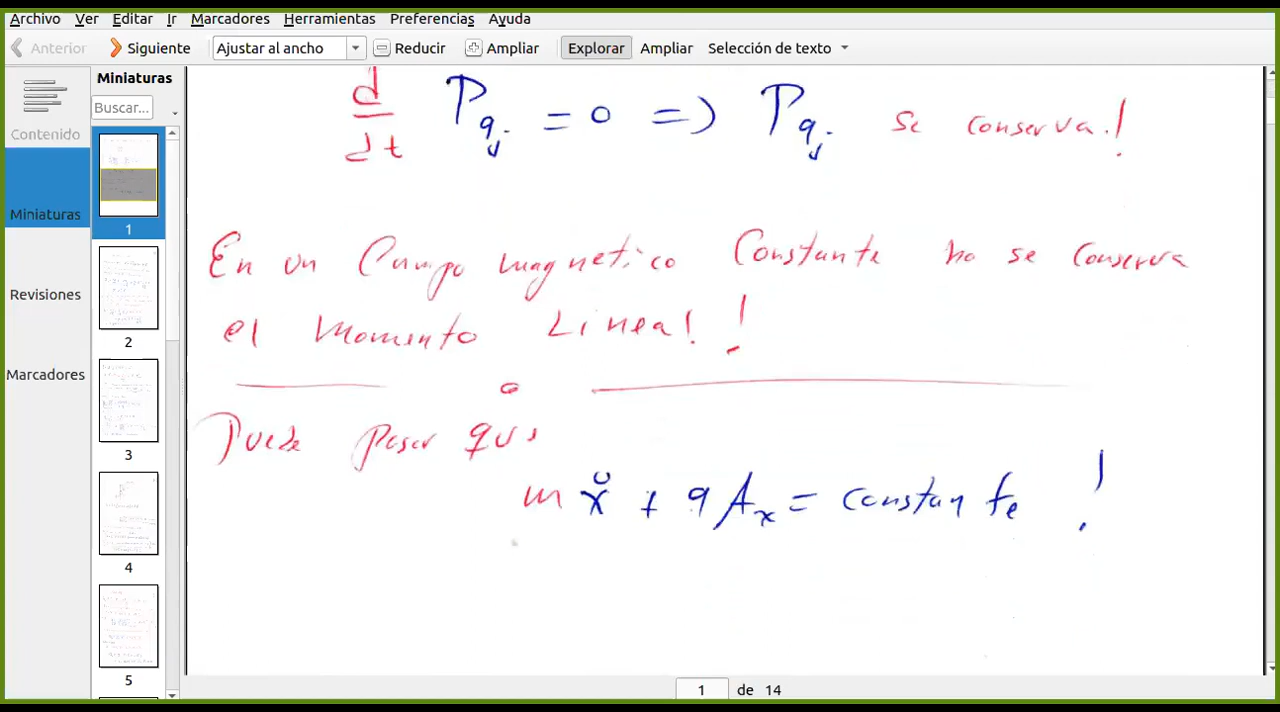 Archivo Ver Editar Ir Marcadores Herramientas Preferencias Ayuda
Anterior Siguiente Ajustar al ancho Reducir Ampliar Explorar Ampliar Selección de texto
Contenido
Miniaturas
Revisiones
Marcadores
Miniaturas
Buscar...
1
2
3
4
5
d/dt P_qj = 0 => P_qj se conserva!
En un Campo magnetico Constante no se Conserva
el Momento Lineal!!
Puede pasar que
m ẋ + q A_x = constante!
1 de 14